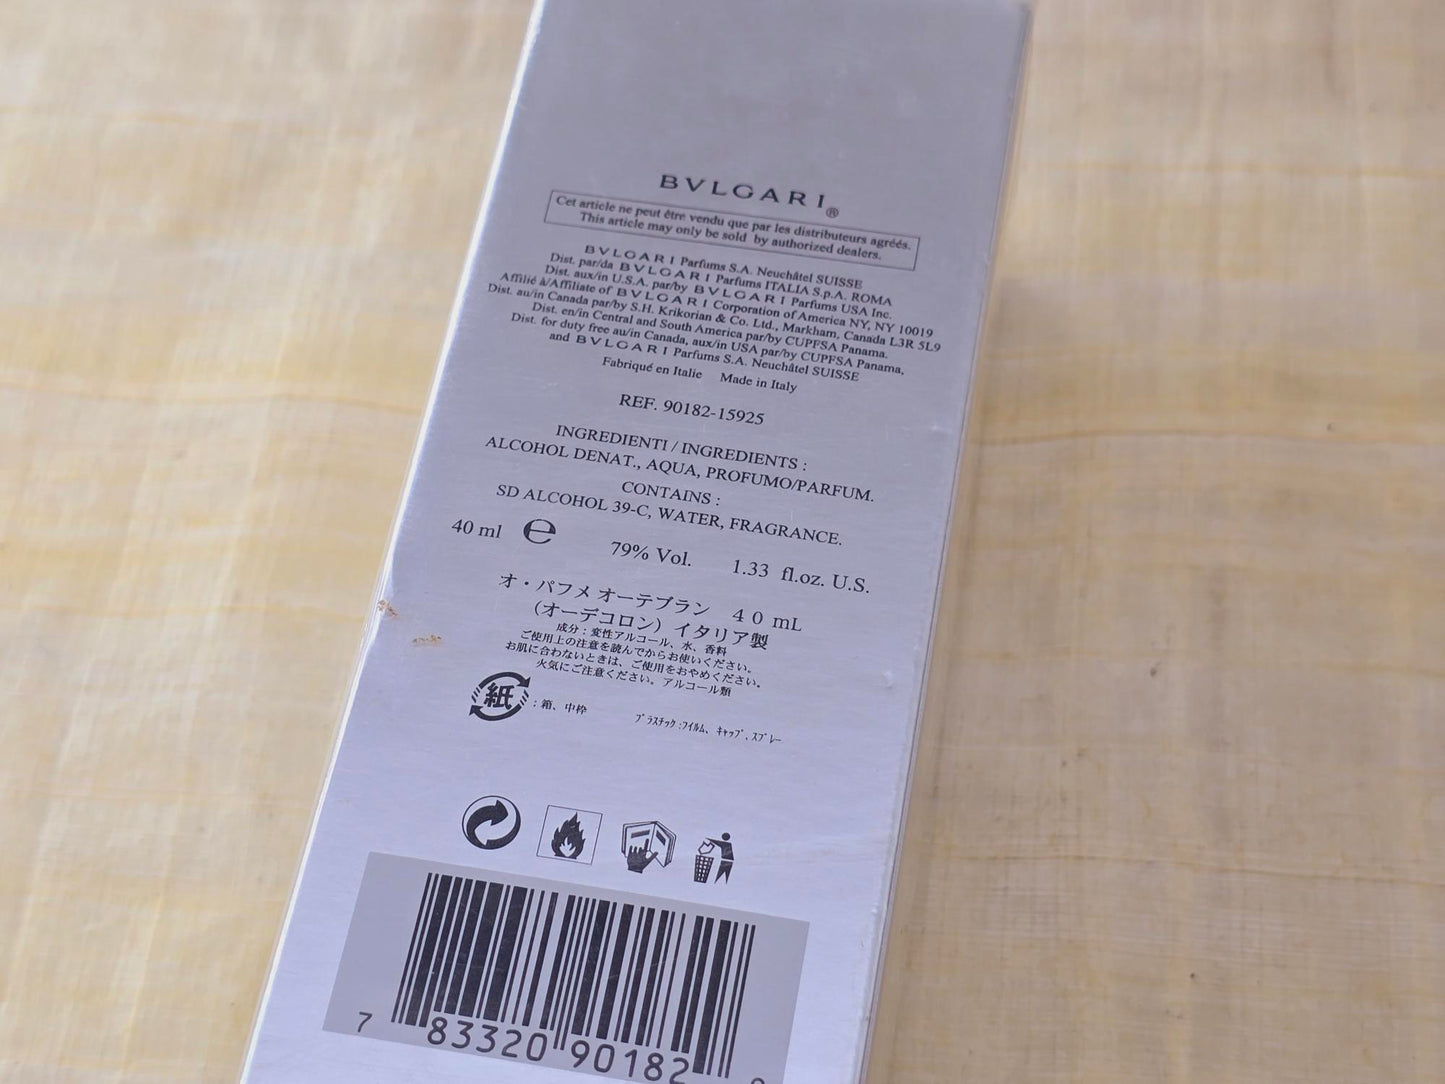 BVLGARI®
Cet article ne peut être vendu que par les distributeurs agréés.
This article may only be sold by authorized dealers.
BVLGARI Parfums S.A. Neuchâtel SUISSE
Dist. par/da BVLGARI Parfums ITALIA S.p.A. ROMA
Dist. aux/in U.S.A. par/by BVLGARI Parfums USA Inc.
Affilié à/Affiliate of BVLGARI Corporation of America NY, NY 10019
Dist. au/in Canada par/by S.H. Krikorian & Co. Ltd., Markham, Canada L3R 5L9
Dist. en/in Central and South America par/by CUPFSA Panama.
Dist. for duty free au/in Canada, aux/in USA par/by CUPFSA Panama,
and BVLGARI Parfums S.A. Neuchâtel SUISSE
Fabriqué en Italie Made in Italy
REF. 90182-15925
INGREDIENTI / INGREDIENTS :
ALCOHOL DENAT., AQUA, PROFUMO/PARFUM.
CONTAINS :
SD ALCOHOL 39-C, WATER, FRAGRANCE.
40 ml ℮ 79% Vol. 1.33 fl.oz. U.S.
オ・パフメ オーテブラン 40 mL
(オーデコロン) イタリア製
成分:変性アルコール、水、香料
ご使用上の注意を読んでからお使いください。
お肌に合わないときは、ご使用をおやめください。
火気にご注意ください。アルコール類
紙 :箱、中枠 プラスチック:フイルム、キャップ、スプレー
7 83320 90182